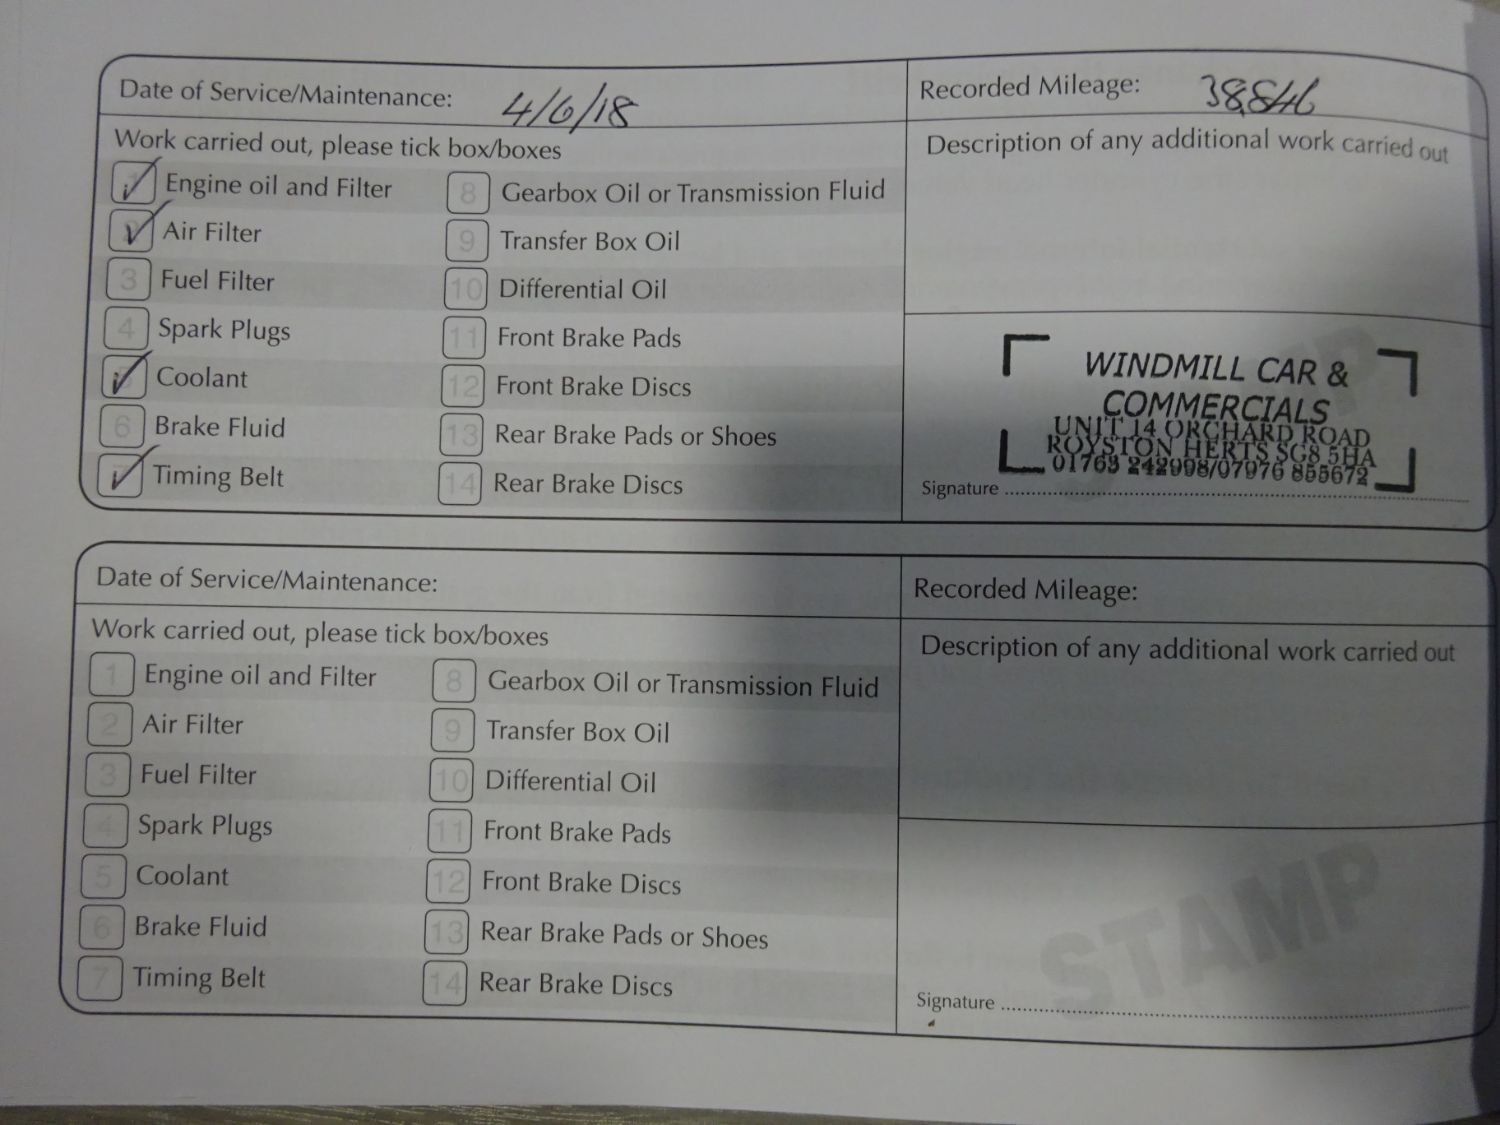 Date of Service/Maintenance: 4/6/18
Recorded Mileage: 38,846
Work carried out, please tick box/boxes
Description of any additional work carried out
✓ Engine oil and Filter
8 Gearbox Oil or Transmission Fluid
✓ Air Filter
9 Transfer Box Oil
3 Fuel Filter
10 Differential Oil
4 Spark Plugs
11 Front Brake Pads
✓ Coolant
12 Front Brake Discs
6 Brake Fluid
13 Rear Brake Pads or Shoes
✓ Timing Belt
14 Rear Brake Discs
WINDMILL CAR &
COMMERCIALS
UNIT 14 ORCHARD ROAD
ROYSTON HERTS SG8 5HA
01763 242998/07976 855672
Signature
Date of Service/Maintenance:
Recorded Mileage:
Work carried out, please tick box/boxes
Description of any additional work carried out
1 Engine oil and Filter
8 Gearbox Oil or Transmission Fluid
2 Air Filter
9 Transfer Box Oil
3 Fuel Filter
10 Differential Oil
4 Spark Plugs
11 Front Brake Pads
5 Coolant
12 Front Brake Discs
6 Brake Fluid
13 Rear Brake Pads or Shoes
7 Timing Belt
14 Rear Brake Discs
STAMP
Signature